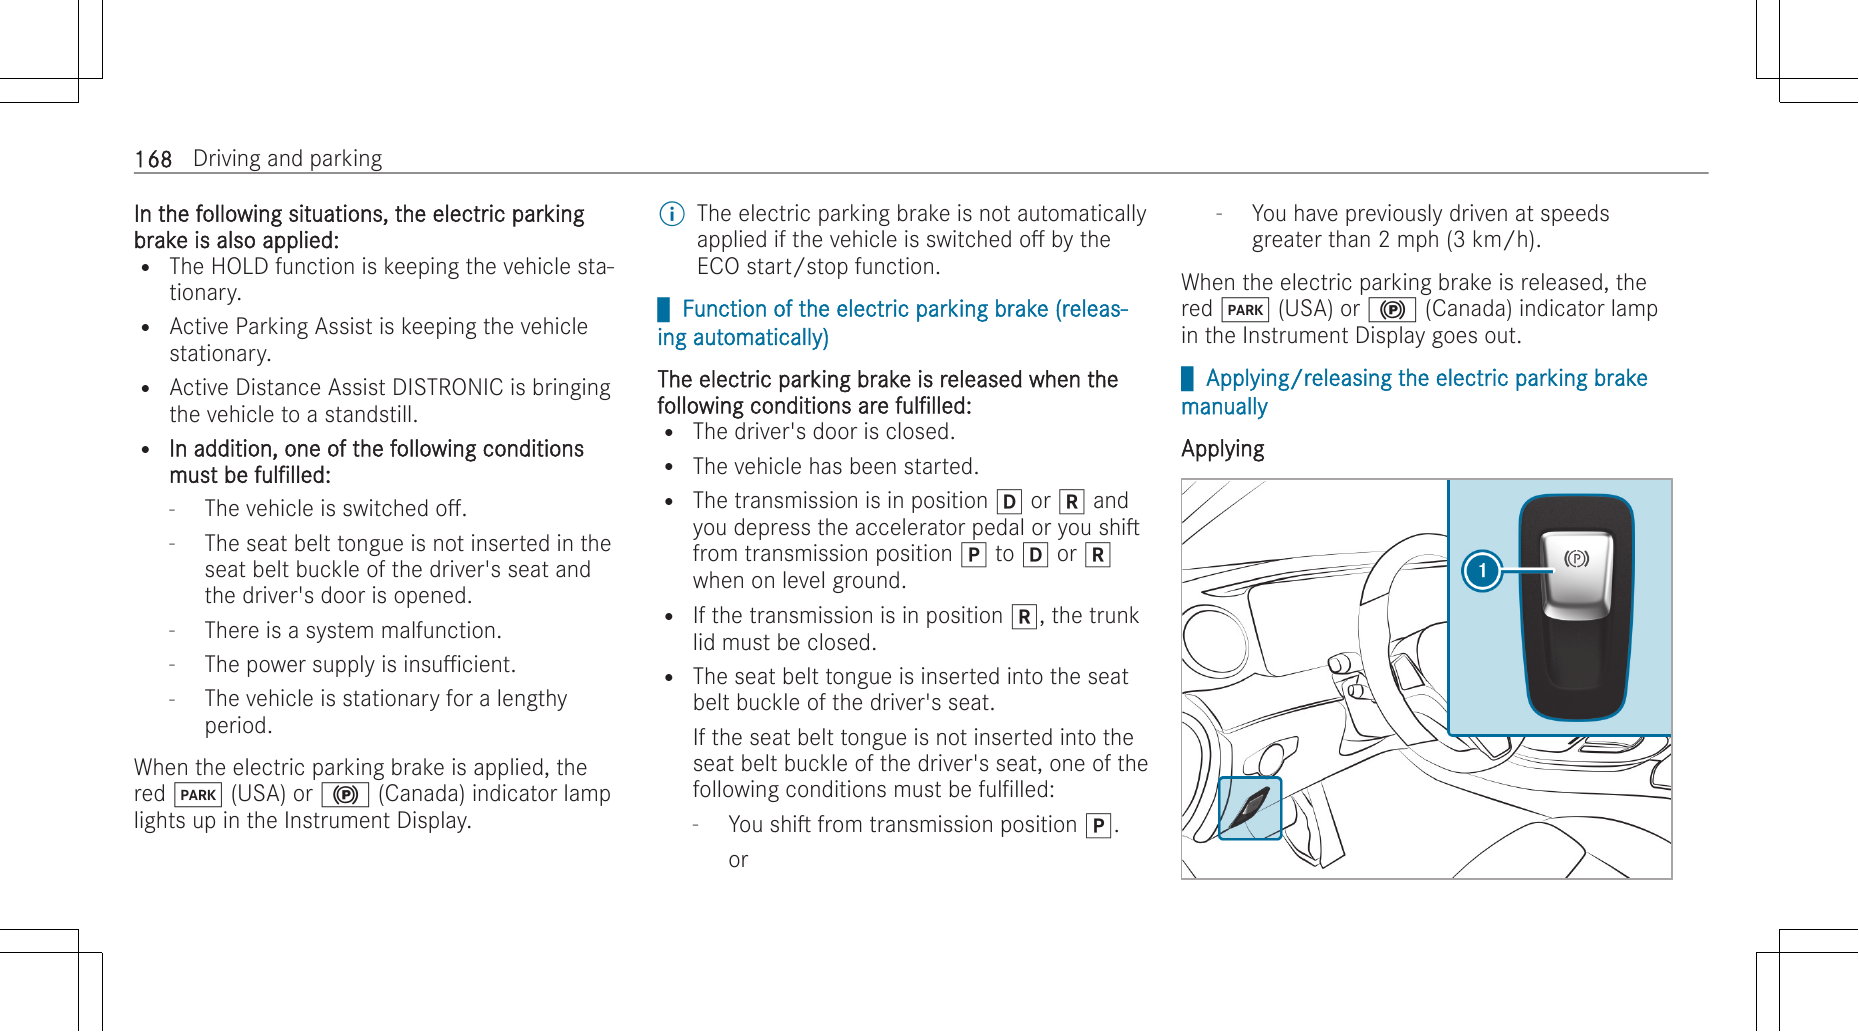 168 Driving and parking
In the following situations, the electric parking
brake is also applied:
• The HOLD function is keeping the vehicle sta-
tionary.
• Active Parking Assist is keeping the vehicle
stationary.
• Active Distance Assist DISTRONIC is bringing
the vehicle to a standstill.
• In addition, one of the following conditions
must be fulfilled:
- The vehicle is switched off.
- The seat belt tongue is not inserted in the
seat belt buckle of the driver's seat and
the driver's door is opened.
- There is a system malfunction.
- The power supply is insufficient.
- The vehicle is stationary for a lengthy
period.
When the electric parking brake is applied, the
red PARK (USA) or (P) (Canada) indicator lamp
lights up in the Instrument Display.
i The electric parking brake is not automatically
applied if the vehicle is switched off by the
ECO start/stop function.
Function of the electric parking brake (releas-
ing automatically)
The electric parking brake is released when the
following conditions are fulfilled:
• The driver's door is closed.
• The vehicle has been started.
• The transmission is in position D or R and
you depress the accelerator pedal or you shift
from transmission position P to D or R
when on level ground.
• If the transmission is in position R, the trunk
lid must be closed.
• The seat belt tongue is inserted into the seat
belt buckle of the driver's seat.
If the seat belt tongue is not inserted into the
seat belt buckle of the driver's seat, one of the
following conditions must be fulfilled:
- You shift from transmission position P.
or
- You have previously driven at speeds
greater than 2 mph (3 km/h).
When the electric parking brake is released, the
red PARK (USA) or (P) (Canada) indicator lamp
in the Instrument Display goes out.
Applying/releasing the electric parking brake
manually
Applying
1
(P)